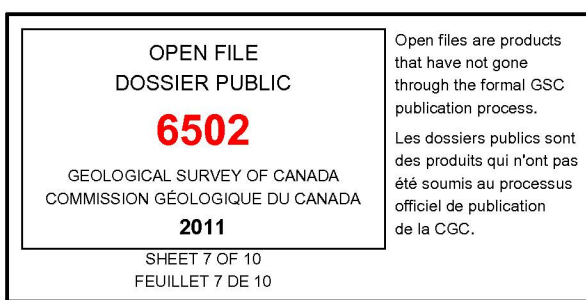 OPEN FILE
DOSSIER PUBLIC
6502
GEOLOGICAL SURVEY OF CANADA
COMMISSION GÉOLOGIQUE DU CANADA
2011
SHEET 7 OF 10
FEUILLET 7 DE 10
Open files are products
that have not gone
through the formal GSC
publication process.
Les dossiers publics sont
des produits qui n'ont pas
été soumis au processus
officiel de publication
de la CGC.